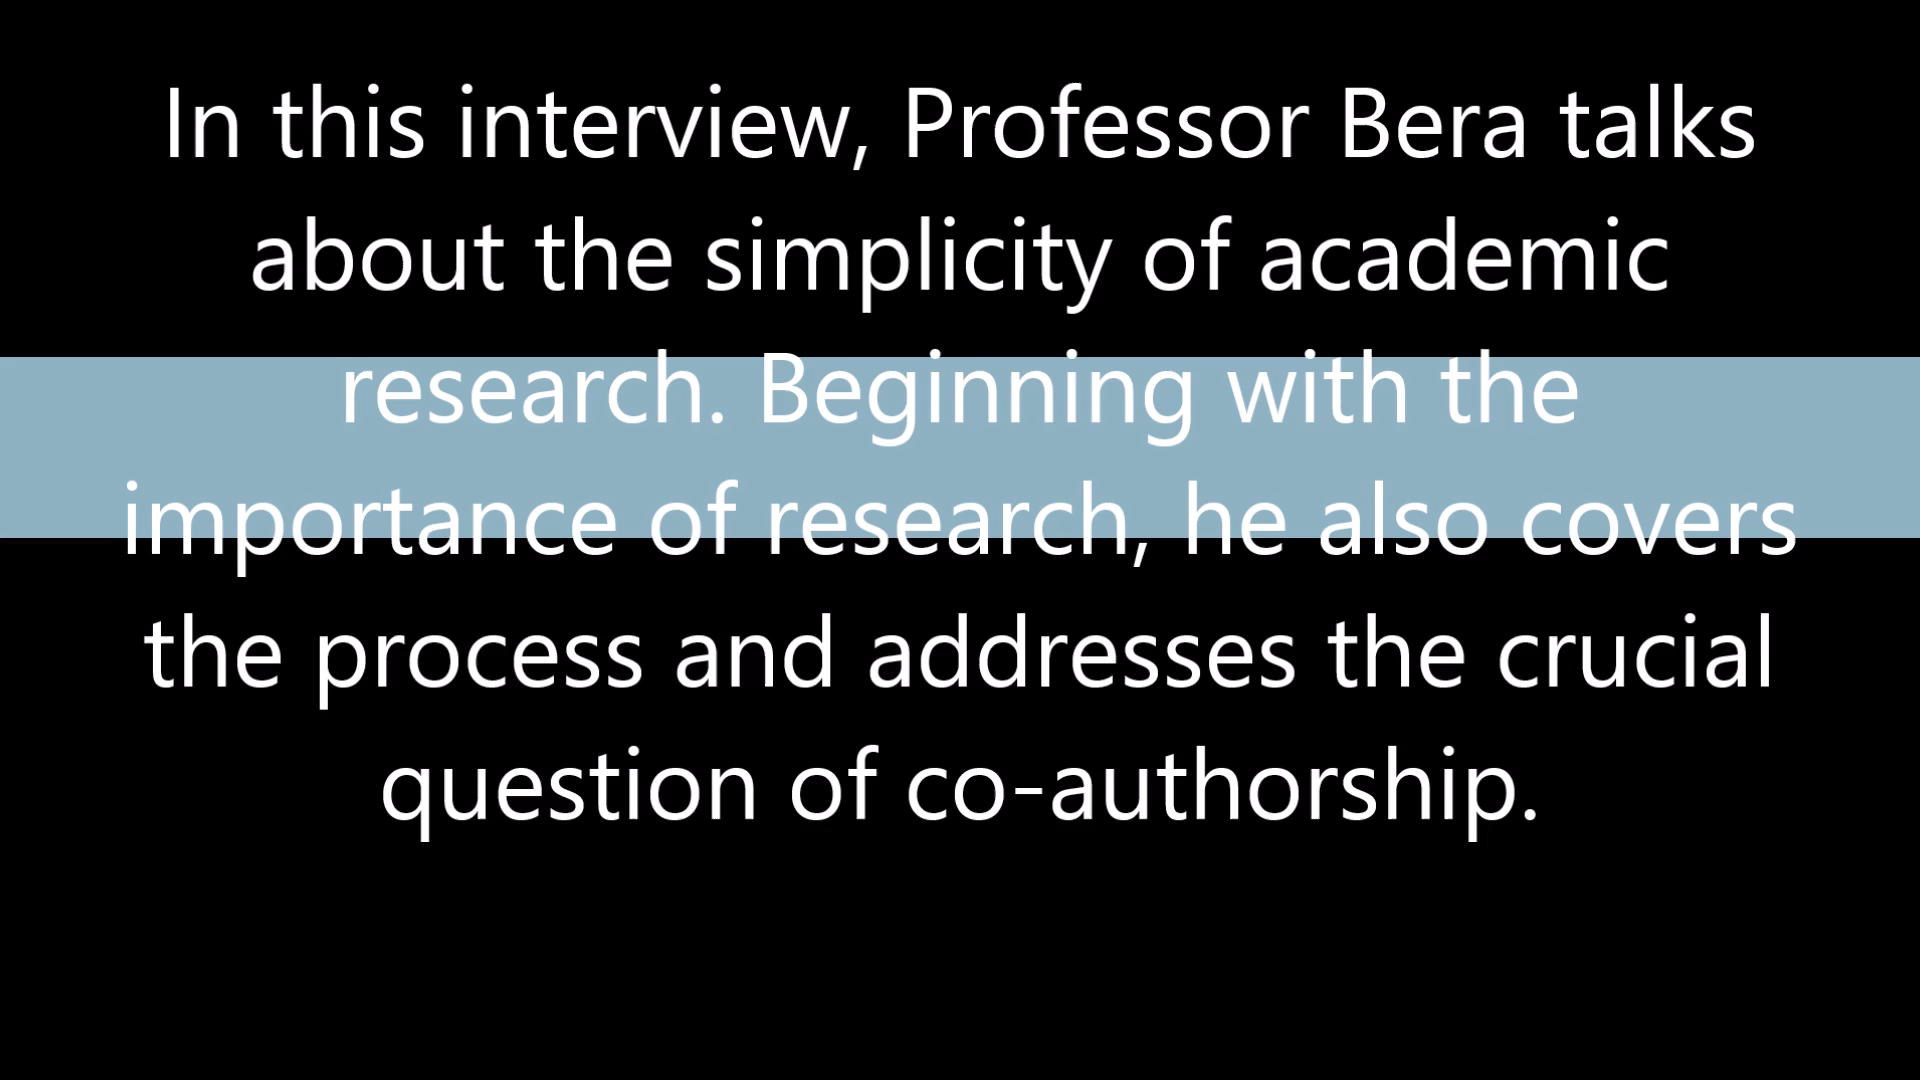 In this interview, Professor Bera talks
about the simplicity of academic
research. Beginning with the
importance of research, he also covers
the process and addresses the crucial
question of co-authorship.